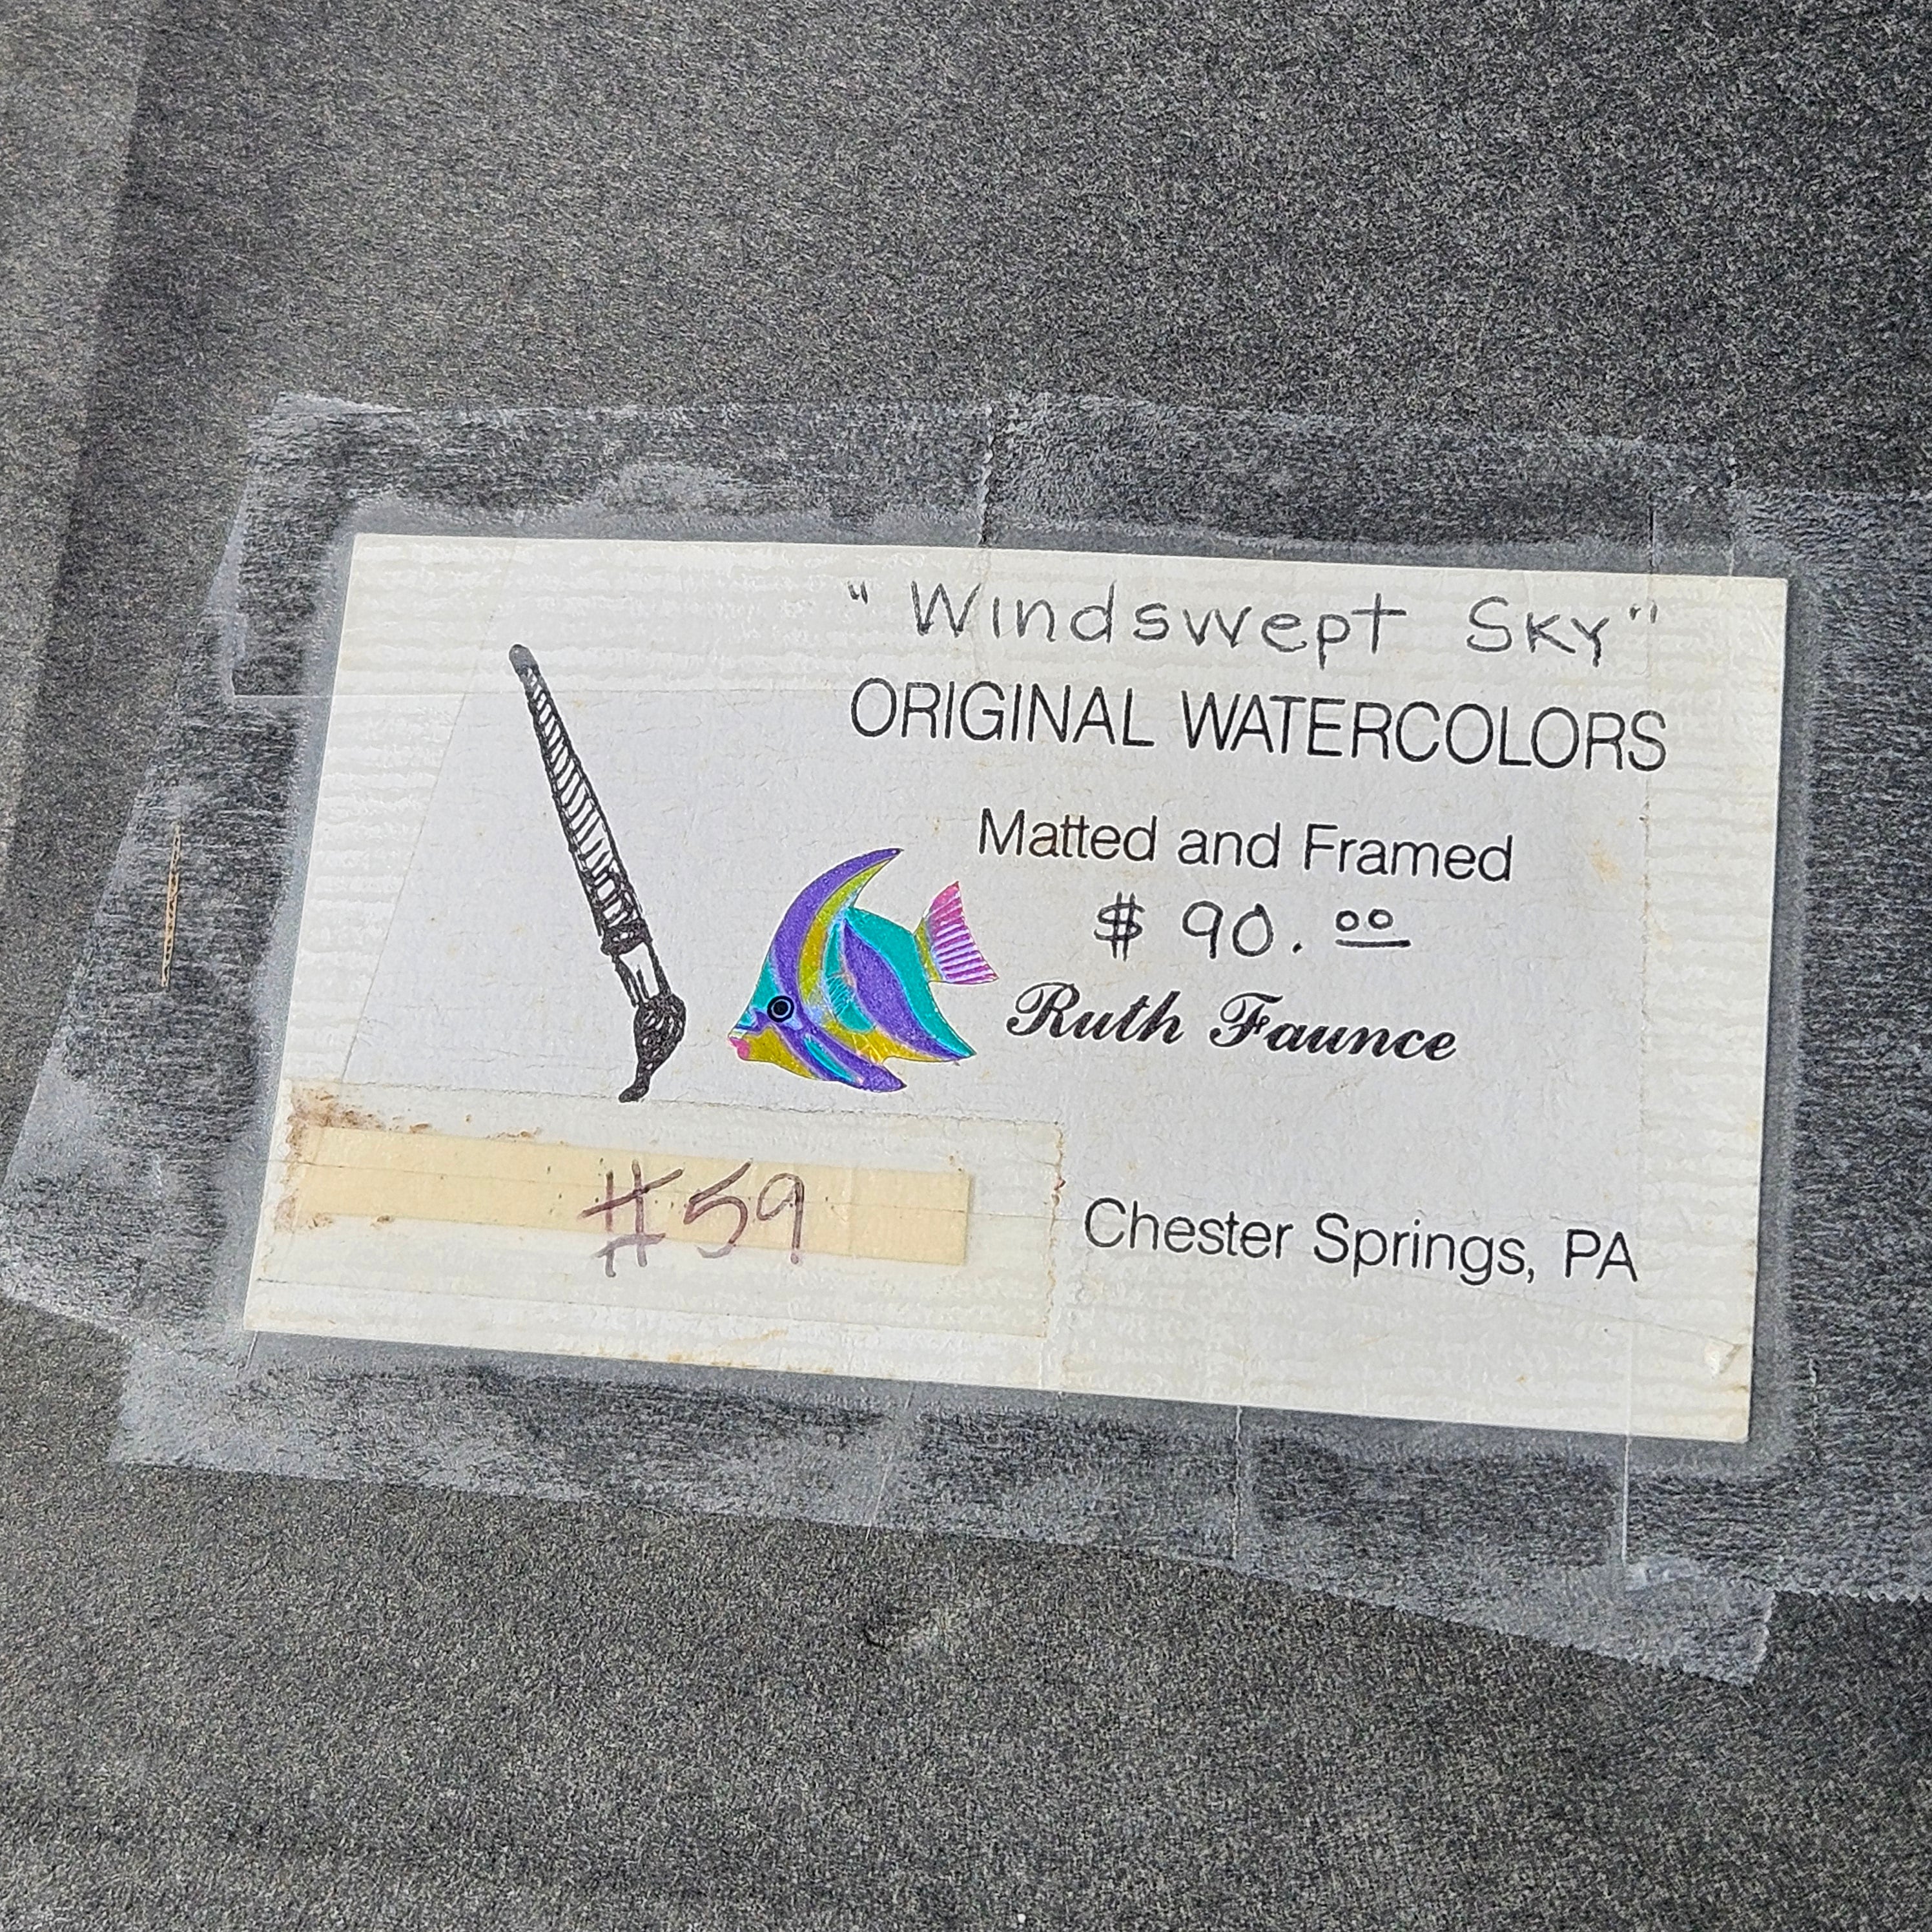 "Windswept Sky"
ORIGINAL WATERCOLORS
Matted and Framed
$ 90.00
Ruth Faunce
#59
Chester Springs, PA